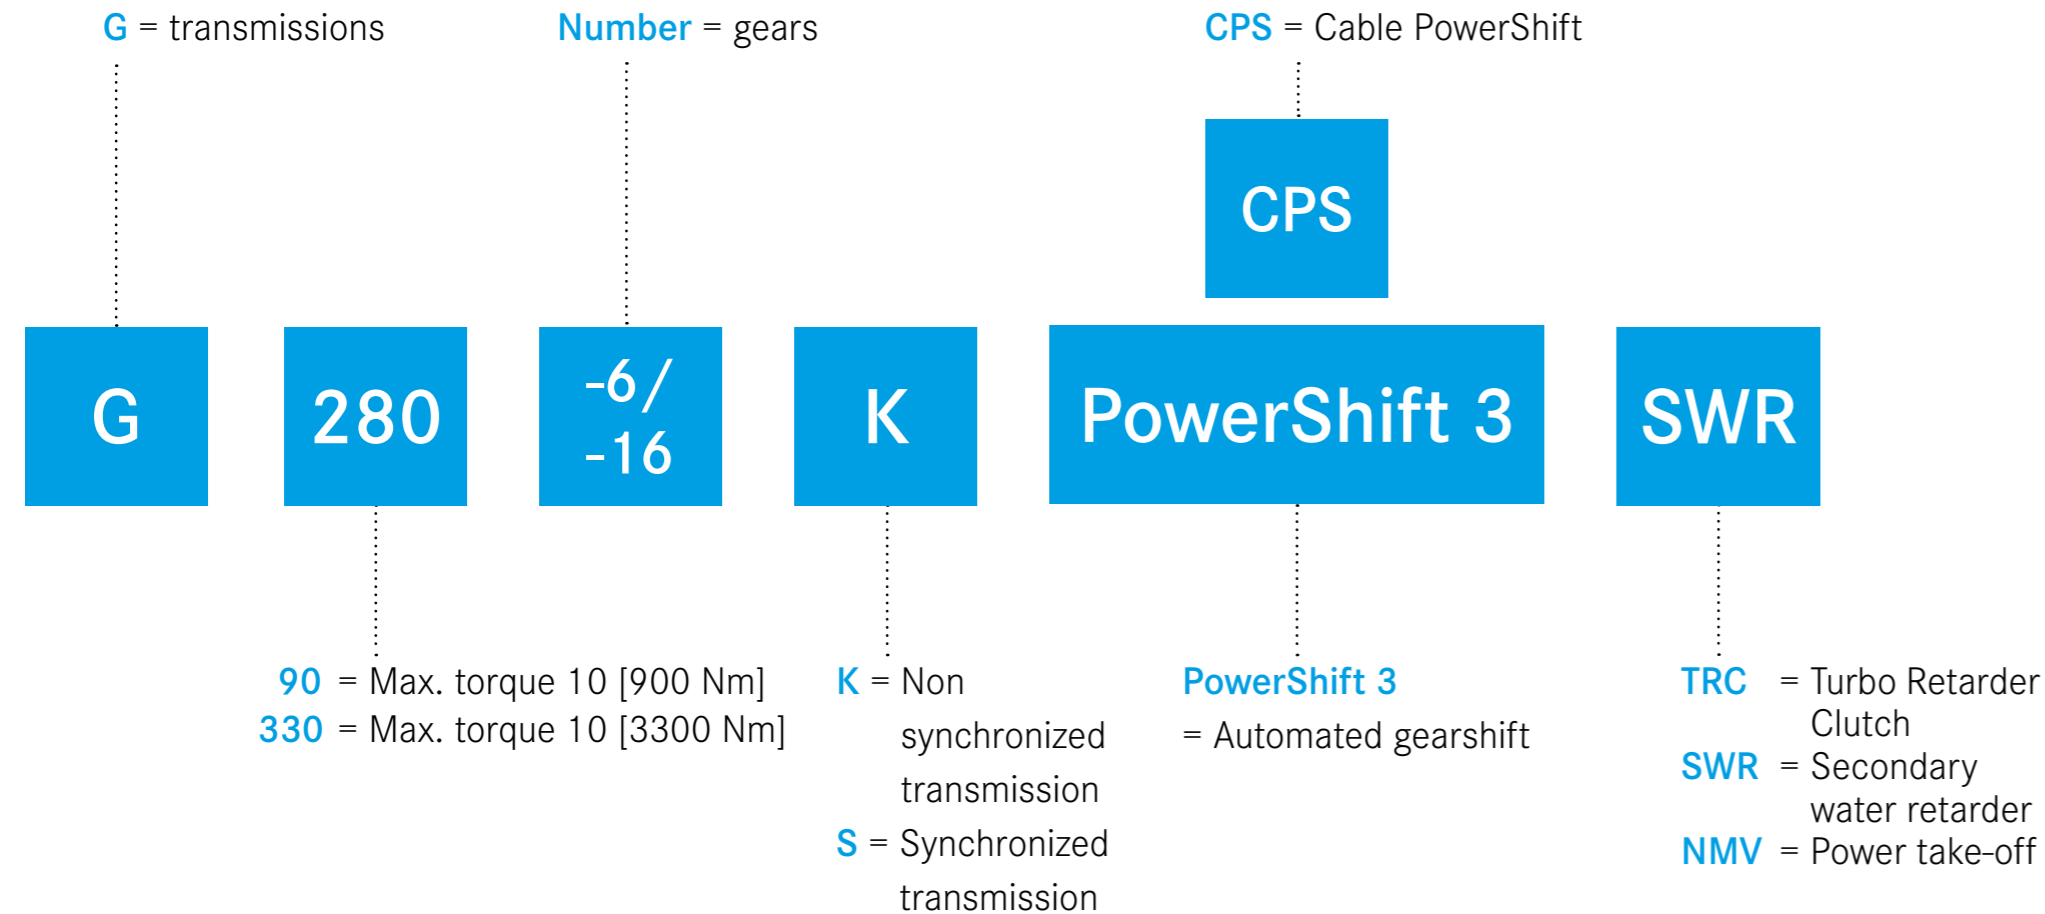 G = transmissions
Number = gears
CPS = Cable PowerShift
CPS
G
280
-6/
-16
K
PowerShift 3
SWR
90 = Max. torque 10 [900 Nm]
330 = Max. torque 10 [3300 Nm]
K = Non
synchronized
transmission
S = Synchronized
transmission
PowerShift 3
= Automated gearshift
TRC = Turbo Retarder
Clutch
SWR = Secondary
water retarder
NMV = Power take-off